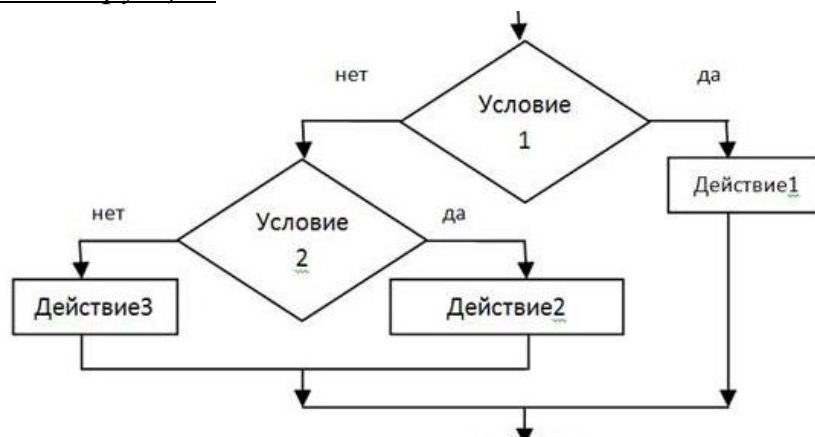 нет
да
Условие
1
Действие1
нет
да
Условие
2
Действие3
Действие2